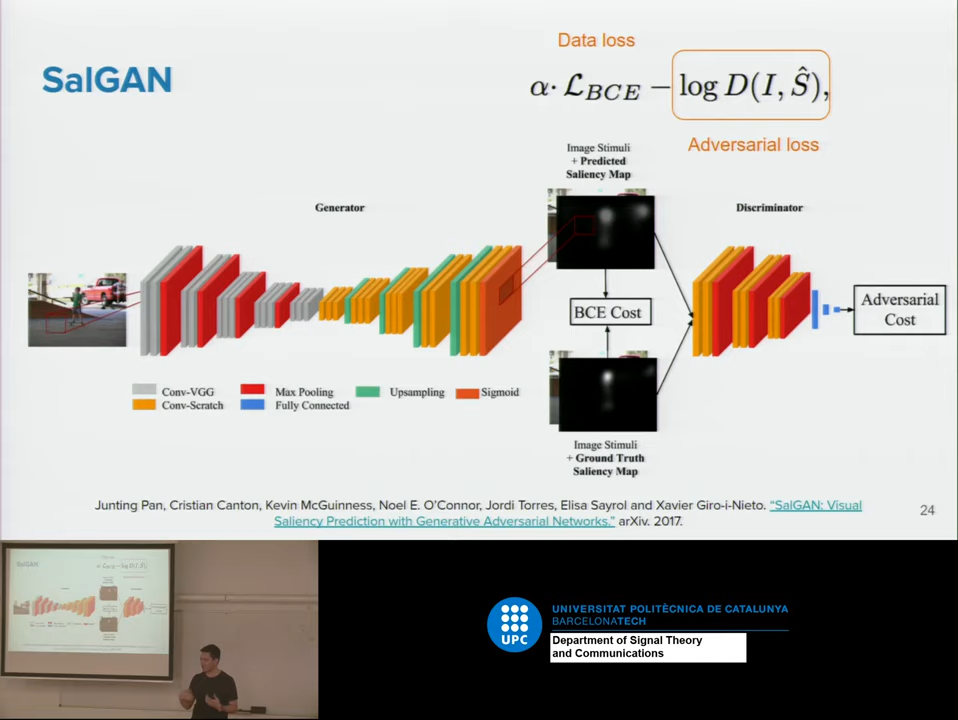 Data loss
SalGAN
α· ℒ_BCE − log D(I, Ŝ),
Adversarial loss
Image Stimuli
+ Predicted
Saliency Map
Generator
Discriminator
BCE Cost
Adversarial
Cost
Conv-VGG
Max Pooling
Upsampling
Sigmoid
Conv-Scratch
Fully Connected
Image Stimuli
+ Ground Truth
Saliency Map
Junting Pan, Cristian Canton, Kevin McGuinness, Noel E. O’Connor, Jordi Torres, Elisa Sayrol and Xavier Giro-i-Nieto. “SalGAN: Visual
Saliency Prediction with Generative Adversarial Networks.” arXiv. 2017.
24
SalGAN
UPC
UNIVERSITAT POLITÈCNICA DE CATALUNYA
BARCELONATECH
Department of Signal Theory
and Communications